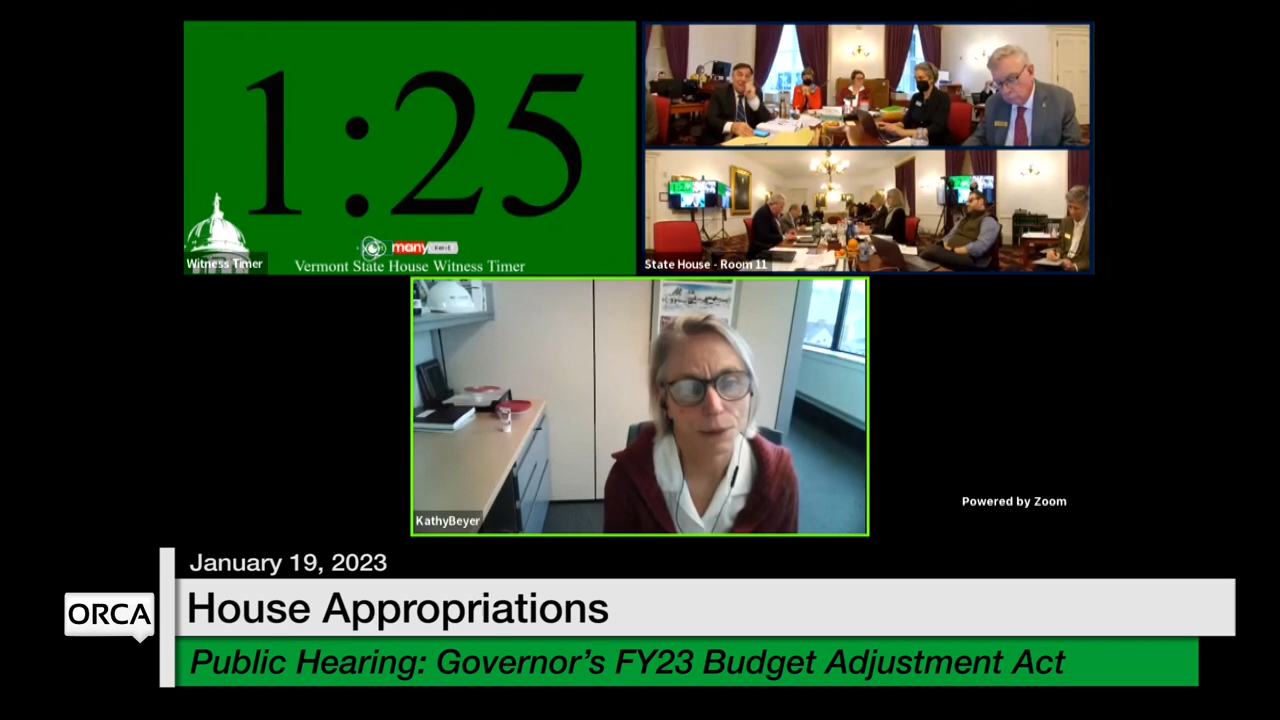 1:25
many
Witness Timer
Vermont State House Witness Timer
State House - Room 11
KathyBeyer
Powered by Zoom
January 19, 2023
ORCA
House Appropriations
Public Hearing: Governor's FY23 Budget Adjustment Act